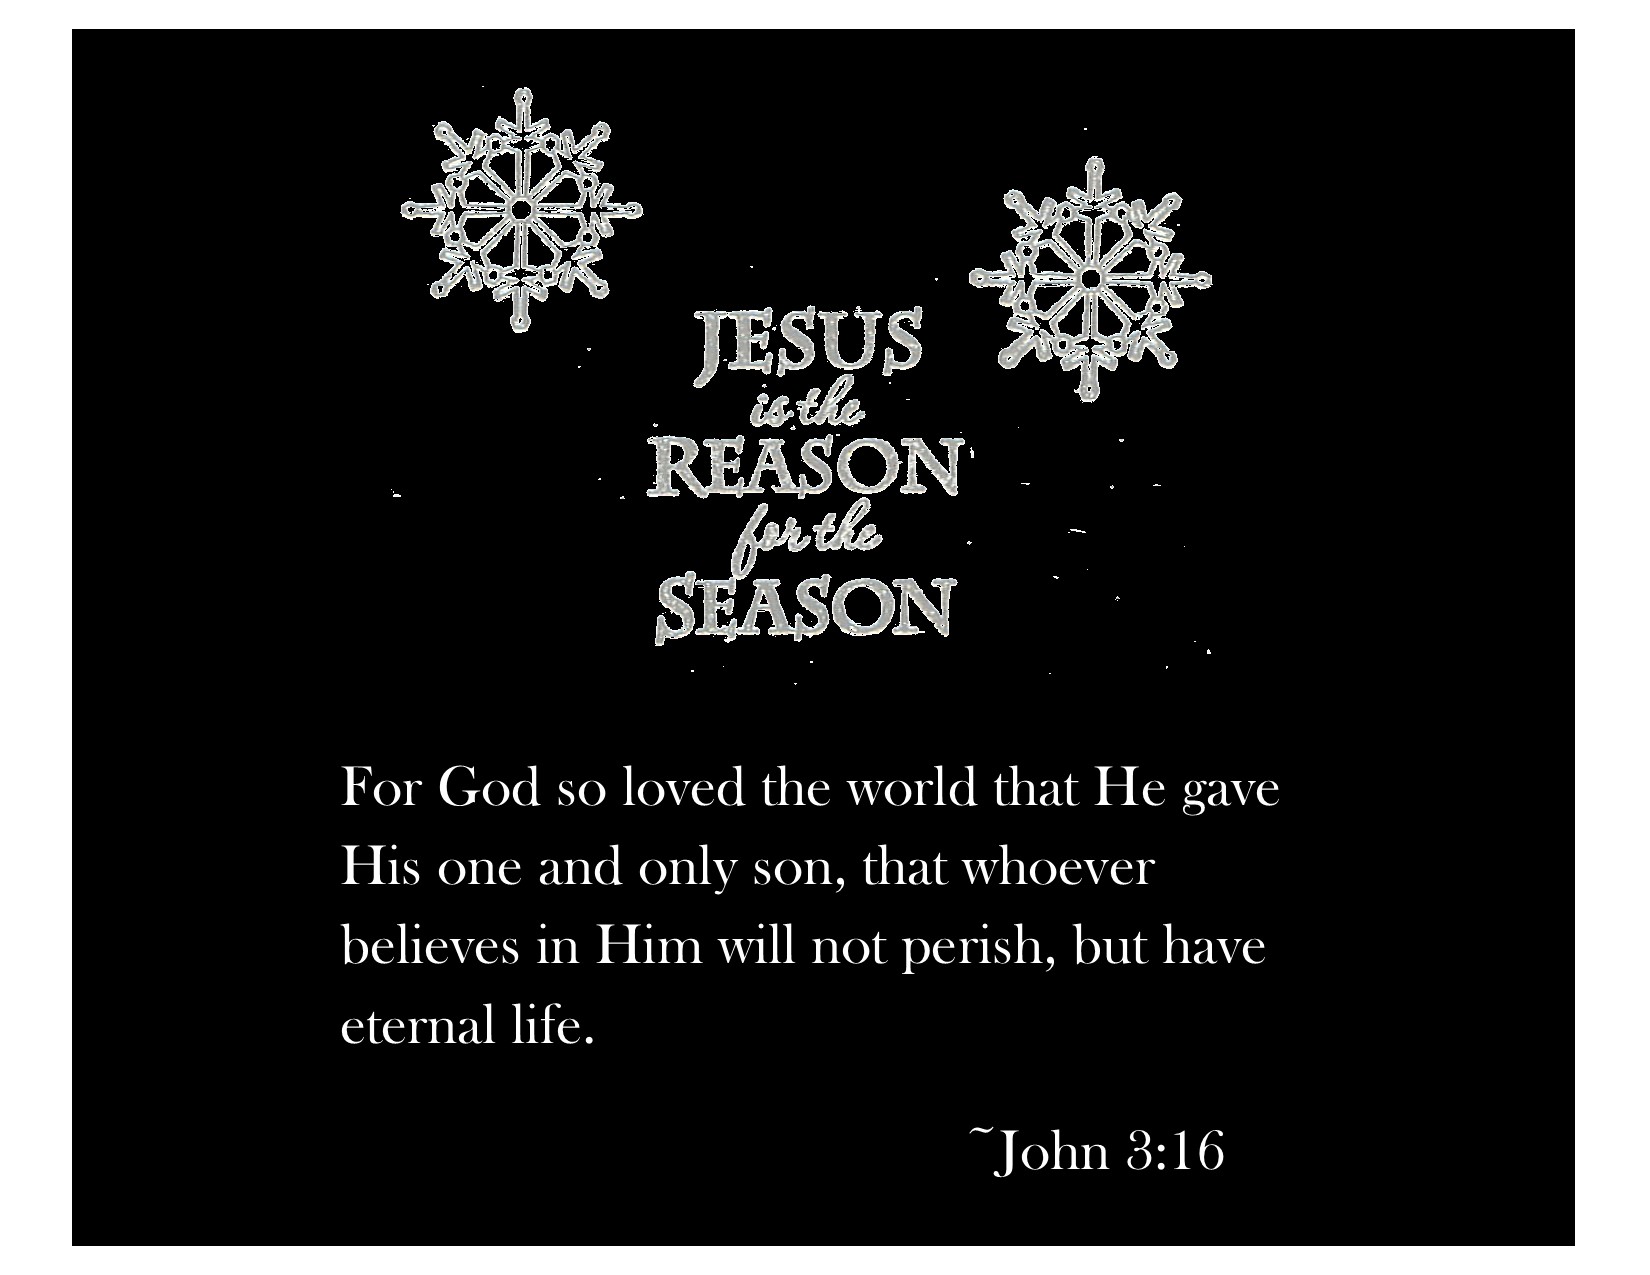 JESUS
is the
REASON
for the
SEASON
For God so loved the world that He gave
His one and only son, that whoever
believes in Him will not perish, but have
eternal life.
~John 3:16